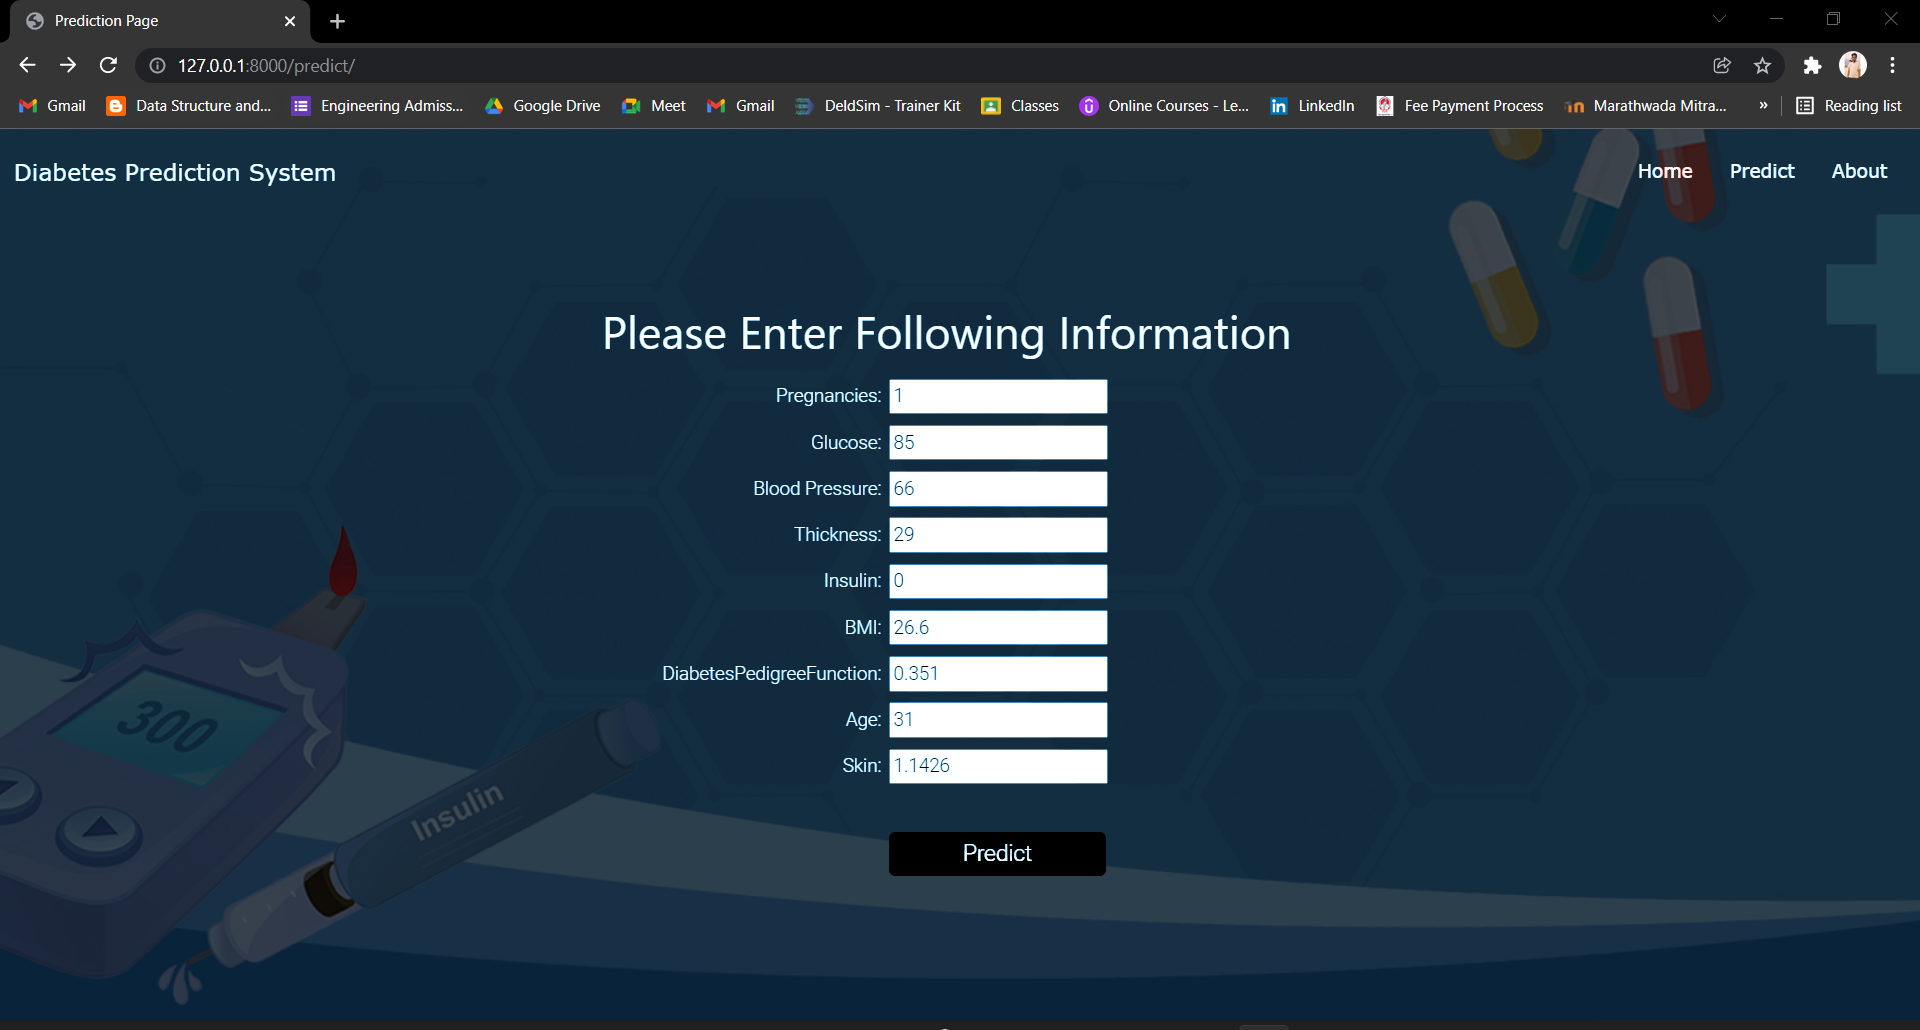 Prediction Page
127.0.0.1:8000/predict/
Gmail Data Structure and... Engineering Admiss... Google Drive Meet Gmail DeldSim - Trainer Kit Classes Online Courses - Le... LinkedIn Fee Payment Process Marathwada Mitra... » Reading list
Diabetes Prediction System Home Predict About
Please Enter Following Information
Pregnancies: 1
Glucose: 85
Blood Pressure: 66
Thickness: 29
Insulin: 0
BMI: 26.6
DiabetesPedigreeFunction: 0.351
Age: 31
Skin: 1.1426
Predict
300
Insulin